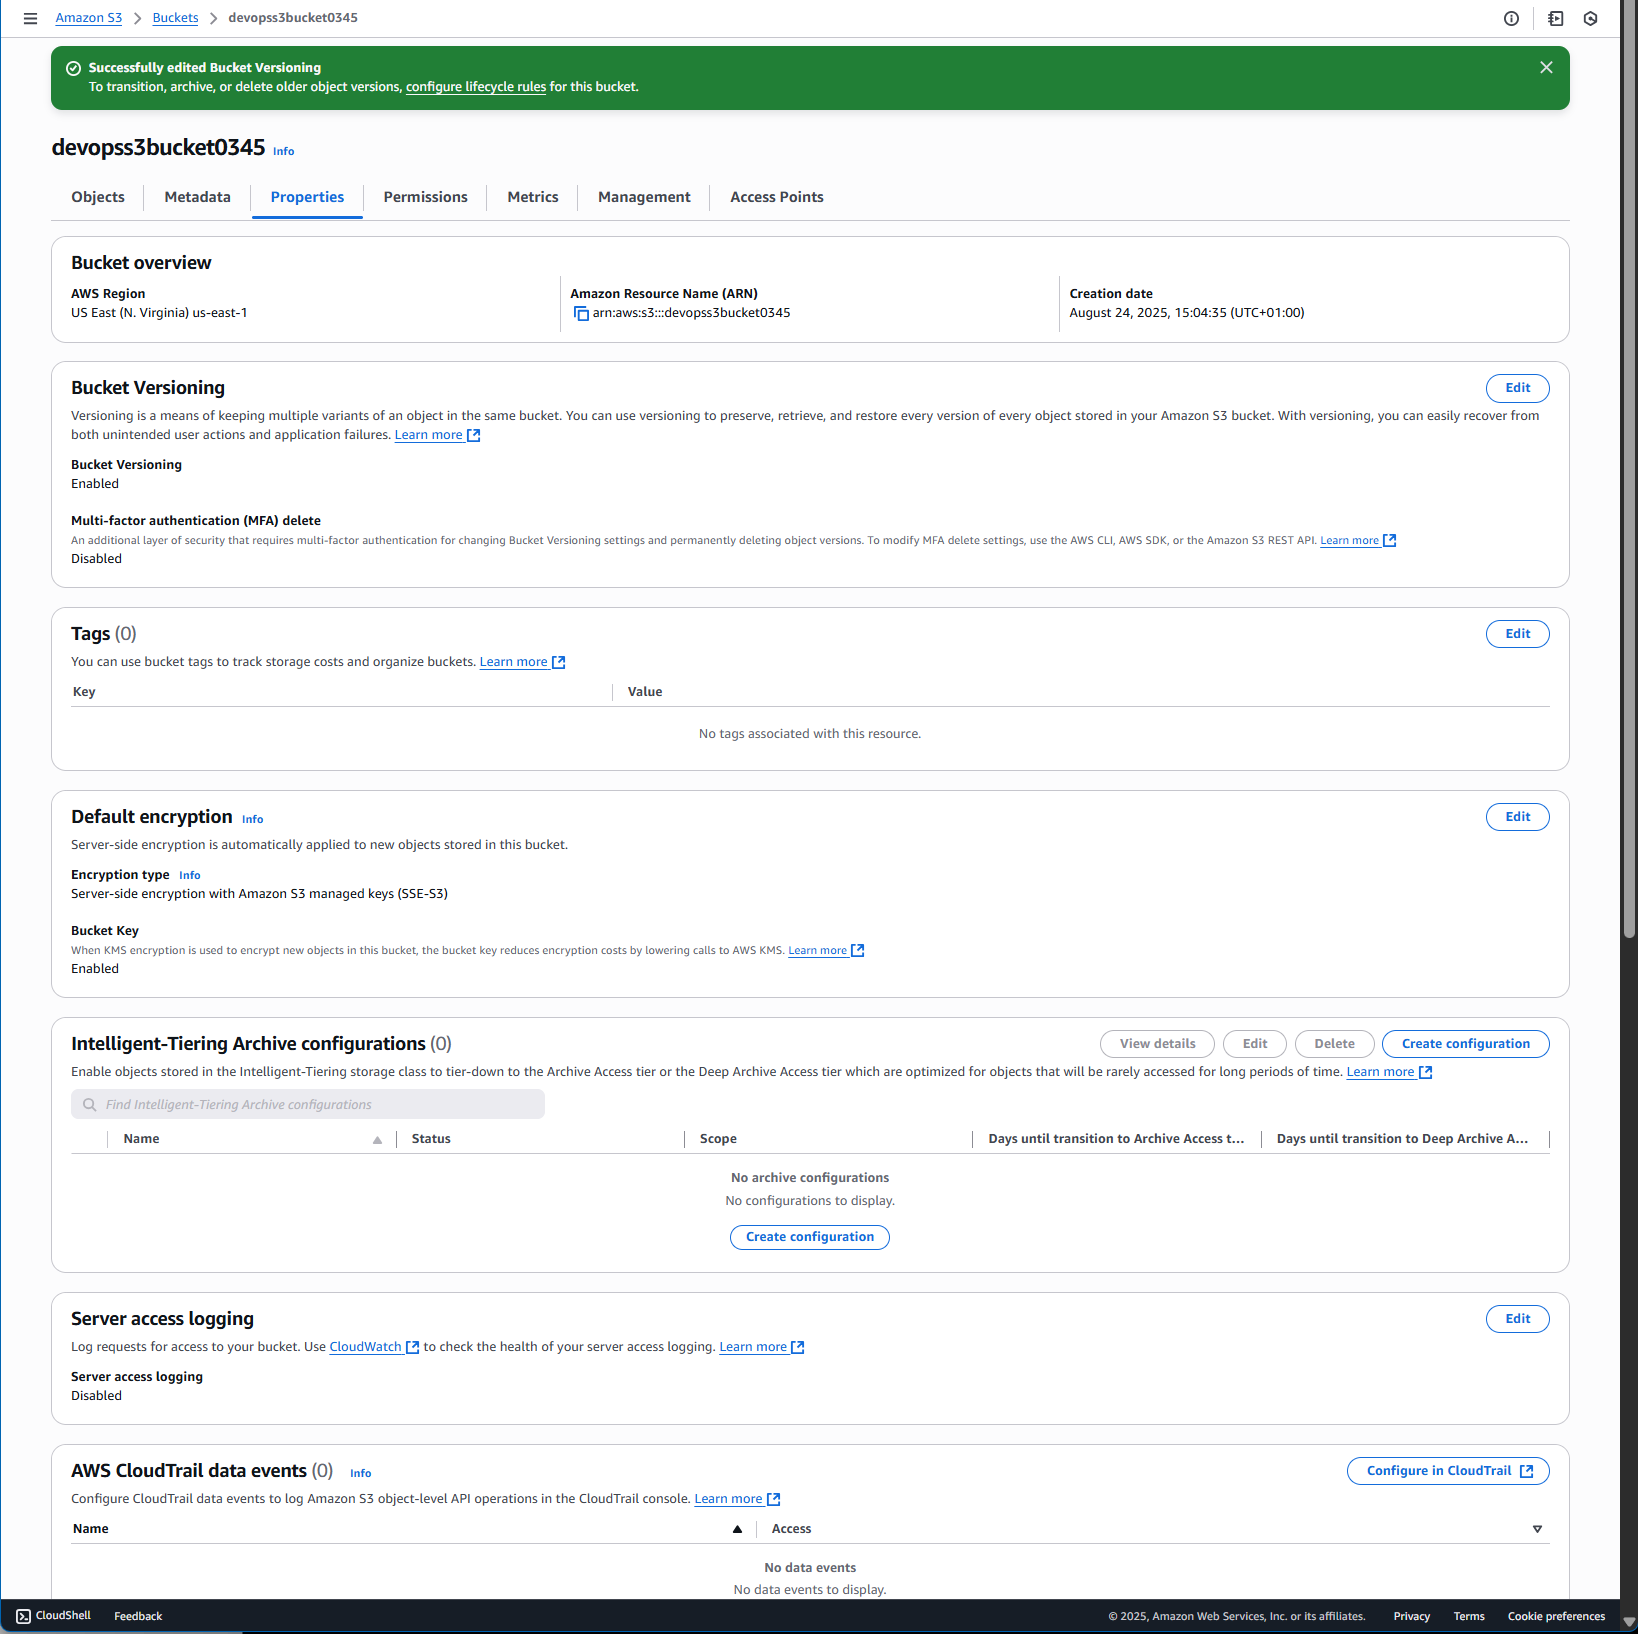 Amazon S3 > Buckets > devopss3bucket0345
Successfully edited Bucket Versioning
To transition, archive, or delete older object versions, configure lifecycle rules for this bucket.
devopss3bucket0345 Info
Objects Metadata Properties Permissions Metrics Management Access Points
Bucket overview
AWS Region
US East (N. Virginia) us-east-1
Amazon Resource Name (ARN)
arn:aws:s3:::devopss3bucket0345
Creation date
August 24, 2025, 15:04:35 (UTC+01:00)
Bucket Versioning Edit
Versioning is a means of keeping multiple variants of an object in the same bucket. You can use versioning to preserve, retrieve, and restore every version of every object stored in your Amazon S3 bucket. With versioning, you can easily recover from
both unintended user actions and application failures. Learn more
Bucket Versioning
Enabled
Multi-factor authentication (MFA) delete
An additional layer of security that requires multi-factor authentication for changing Bucket Versioning settings and permanently deleting object versions. To modify MFA delete settings, use the AWS CLI, AWS SDK, or the Amazon S3 REST API. Learn more
Disabled
Tags (0) Edit
You can use bucket tags to track storage costs and organize buckets. Learn more
Key Value
No tags associated with this resource.
Default encryption Info Edit
Server-side encryption is automatically applied to new objects stored in this bucket.
Encryption type Info
Server-side encryption with Amazon S3 managed keys (SSE-S3)
Bucket Key
When KMS encryption is used to encrypt new objects in this bucket, the bucket key reduces encryption costs by lowering calls to AWS KMS. Learn more
Enabled
Intelligent-Tiering Archive configurations (0) View details Edit Delete Create configuration
Enable objects stored in the Intelligent-Tiering storage class to tier-down to the Archive Access tier or the Deep Archive Access tier which are optimized for objects that will be rarely accessed for long periods of time. Learn more
Find Intelligent-Tiering Archive configurations
Name Status Scope Days until transition to Archive Access t... Days until transition to Deep Archive A...
No archive configurations
No configurations to display.
Create configuration
Server access logging Edit
Log requests for access to your bucket. Use CloudWatch to check the health of your server access logging. Learn more
Server access logging
Disabled
AWS CloudTrail data events (0) Info Configure in CloudTrail
Configure CloudTrail data events to log Amazon S3 object-level API operations in the CloudTrail console. Learn more
Name Access
No data events
No data events to display.
CloudShell Feedback © 2025, Amazon Web Services, Inc. or its affiliates. Privacy Terms Cookie preferences